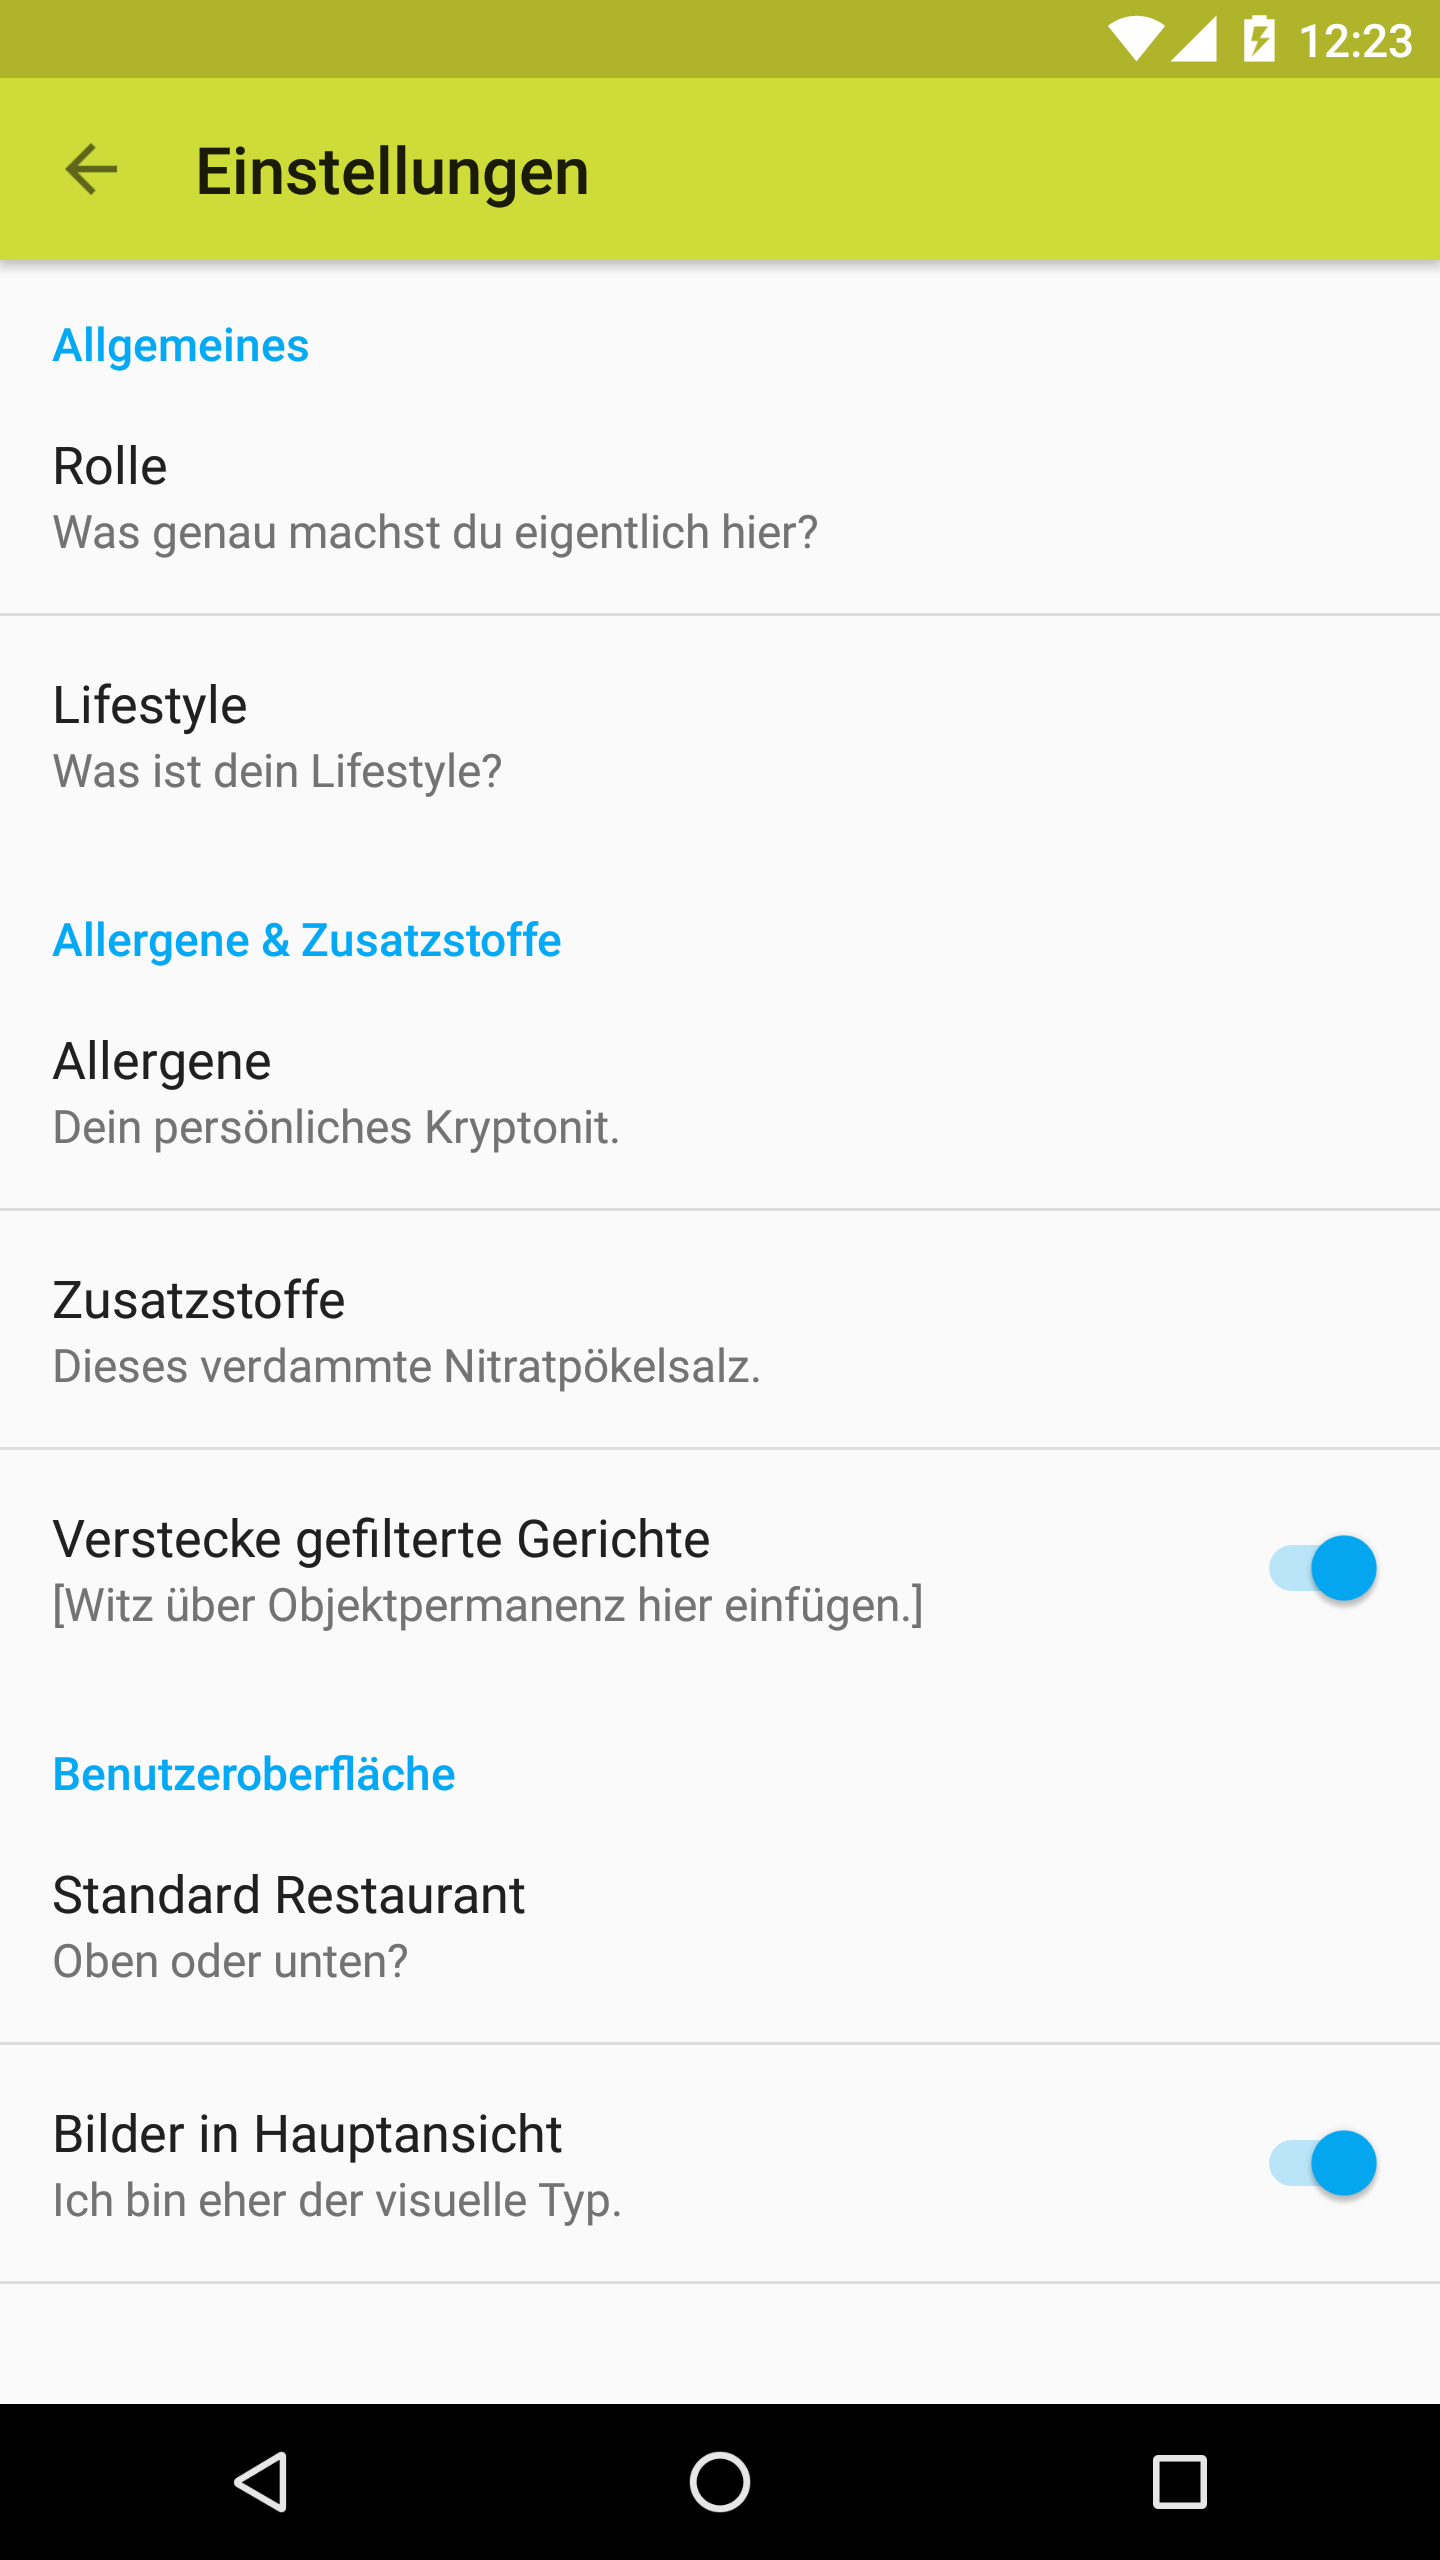 12:23
Einstellungen
Allgemeines
Rolle
Was genau machst du eigentlich hier?
Lifestyle
Was ist dein Lifestyle?
Allergene & Zusatzstoffe
Allergene
Dein persönliches Kryptonit.
Zusatzstoffe
Dieses verdammte Nitratpökelsalz.
Verstecke gefilterte Gerichte
[Witz über Objektpermanenz hier einfügen.]
Benutzeroberfläche
Standard Restaurant
Oben oder unten?
Bilder in Hauptansicht
Ich bin eher der visuelle Typ.